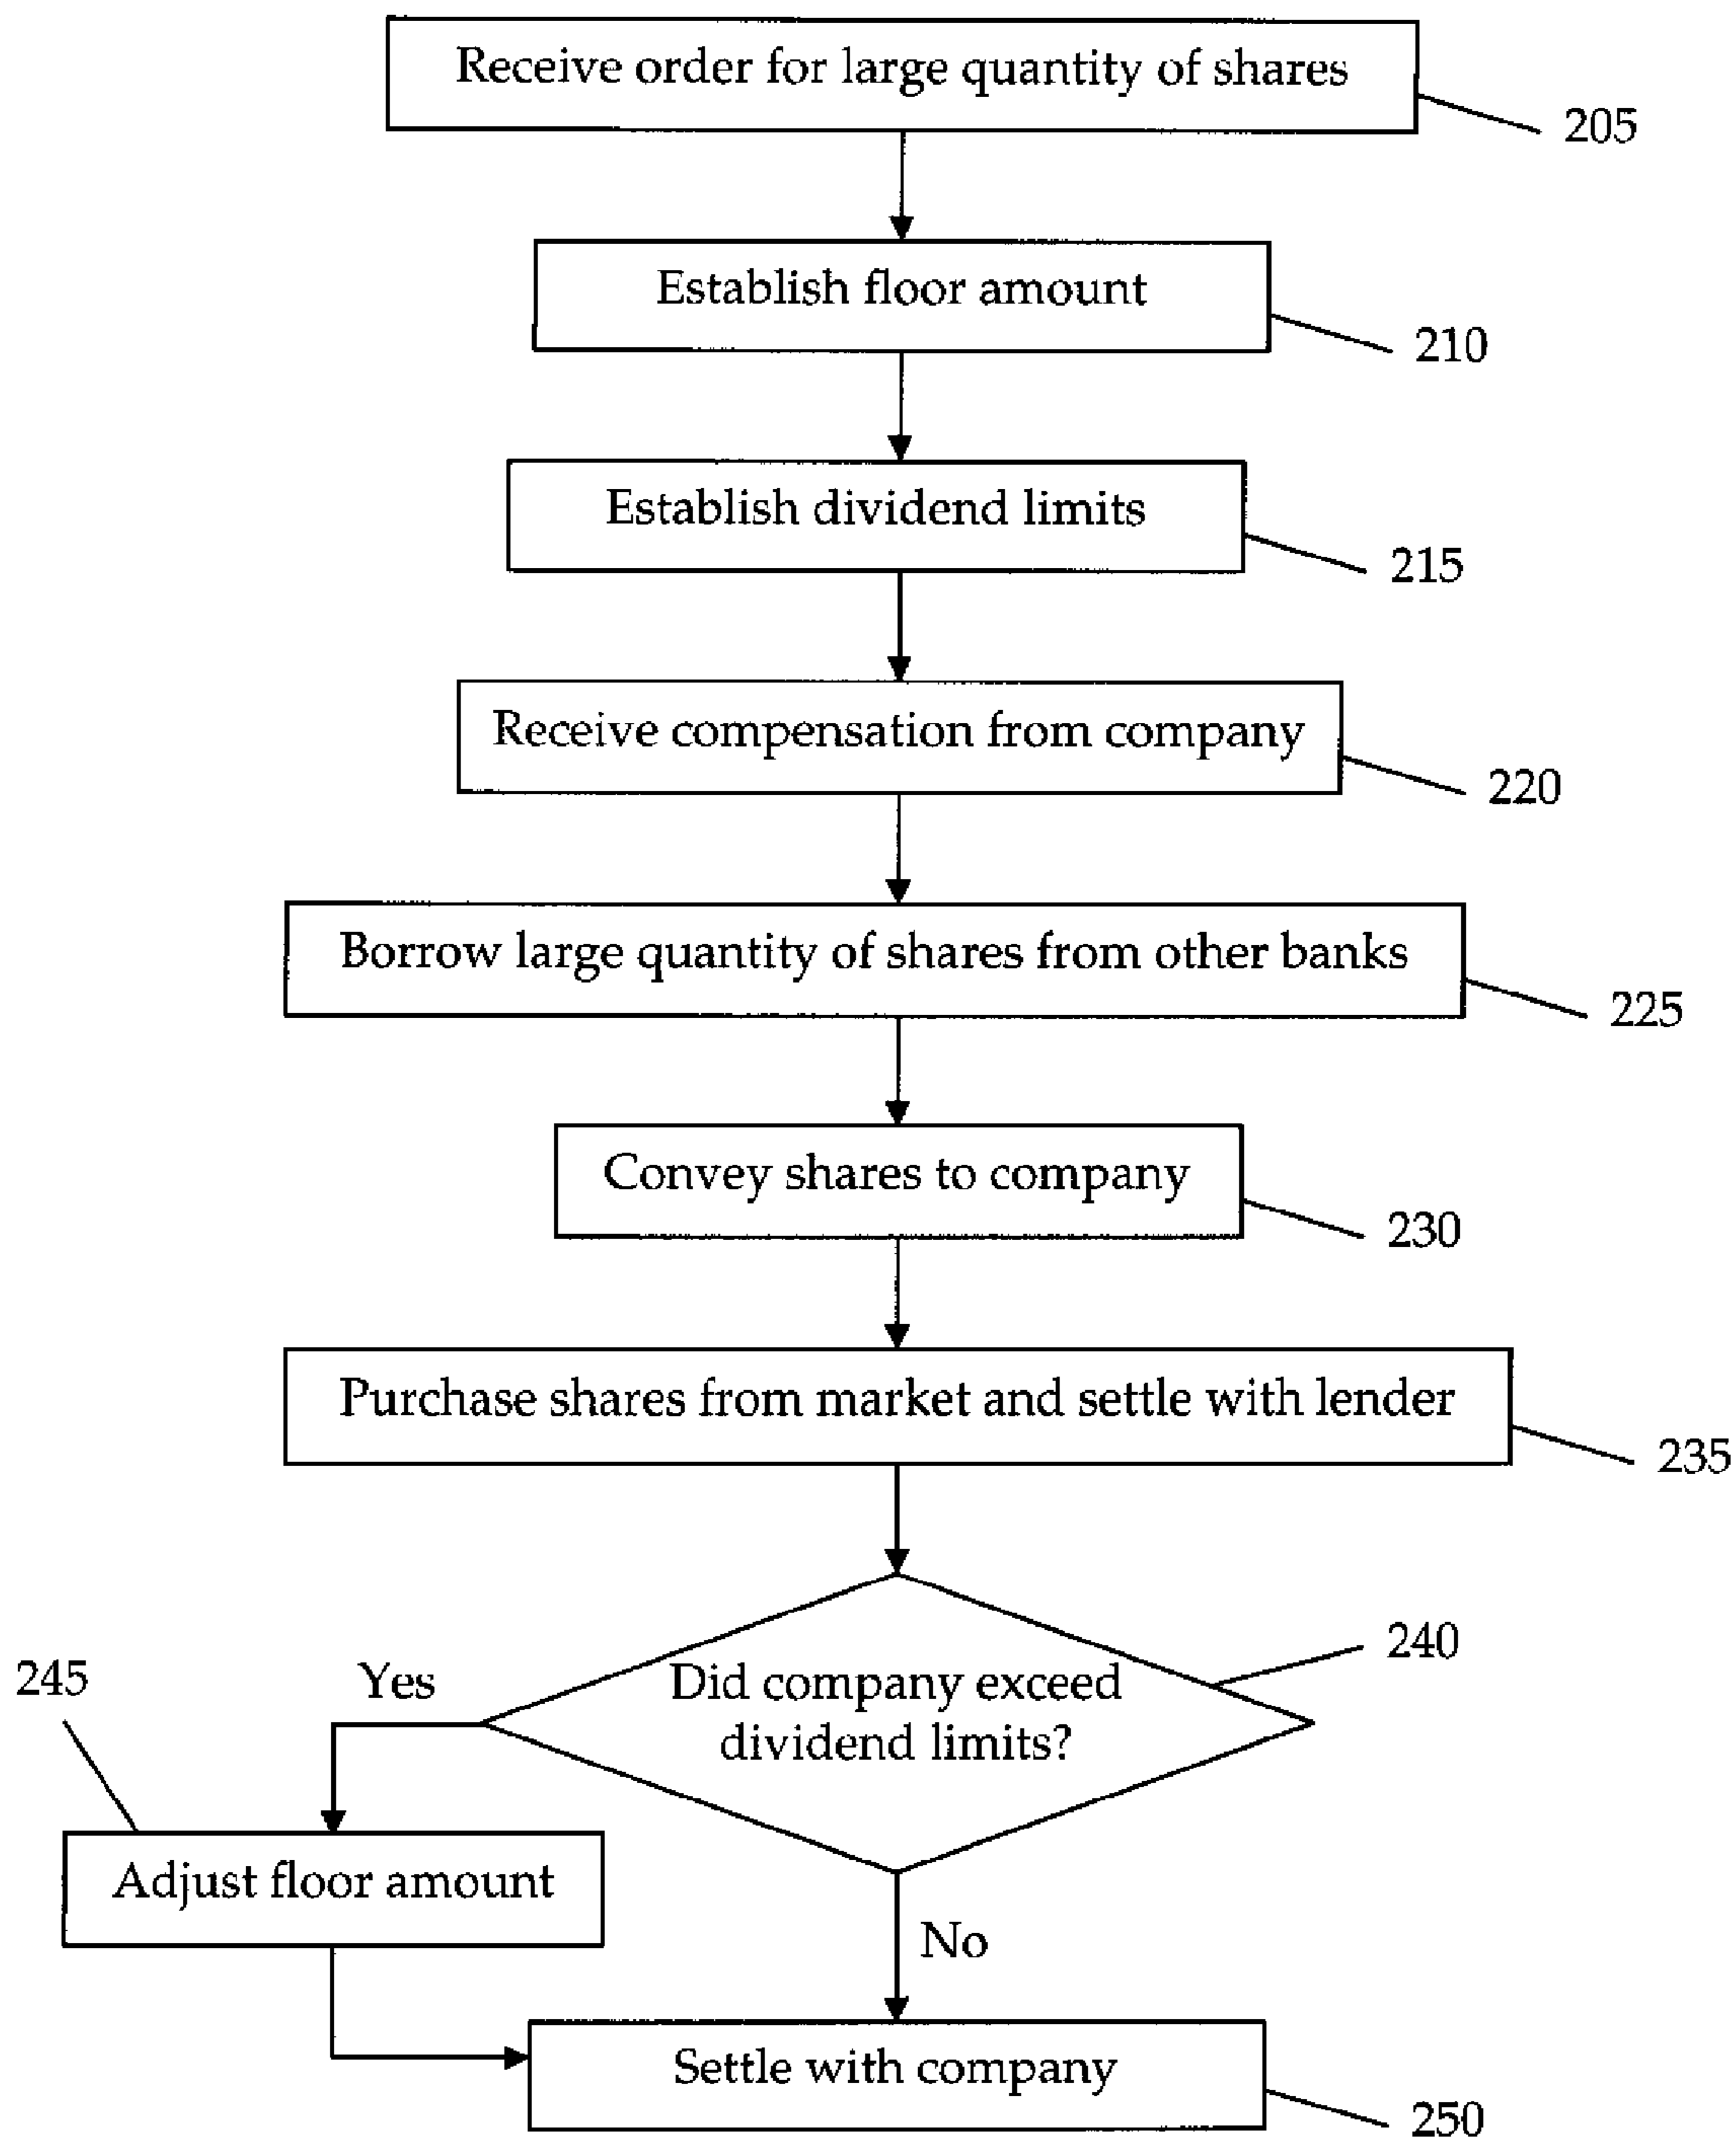 Receive order for large quantity of shares
205
Establish floor amount
210
Establish dividend limits
215
Receive compensation from company
220
Borrow large quantity of shares from other banks
225
Convey shares to company
230
Purchase shares from market and settle with lender
235
240
245
Yes
Did company exceed
dividend limits?
Adjust floor amount
No
Settle with company
250